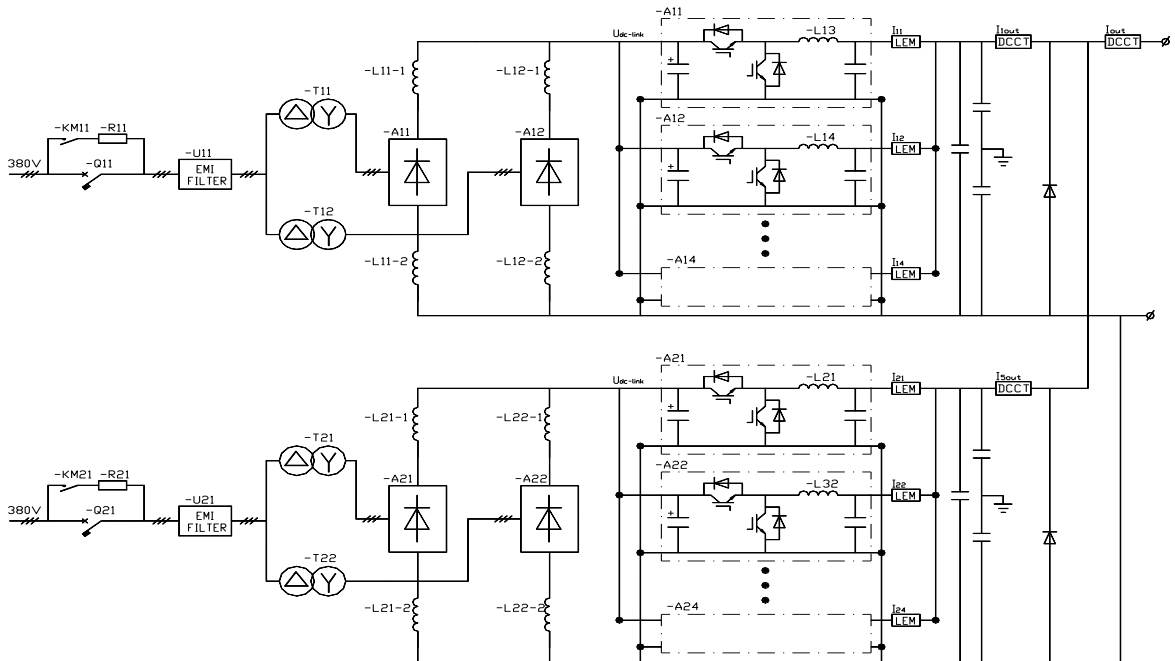 -A11
Udc-link
-L13
I11
LEM
I1out
DCCT
Iout
DCCT
-L11-1
-L12-1
-T11
-KM11
-R11
380V
-Q11
-U11
EMI
FILTER
-A11
-A12
-A12
-L14
I12
LEM
-T12
-L11-2
-L12-2
-A14
I14
LEM
-A21
Udc-link
-L21
I21
LEM
I5out
DCCT
-L21-1
-L22-1
-T21
-KM21
-R21
380V
-Q21
-U21
EMI
FILTER
-A21
-A22
-A22
-L32
I22
LEM
-T22
-L21-2
-L22-2
-A24
I24
LEM